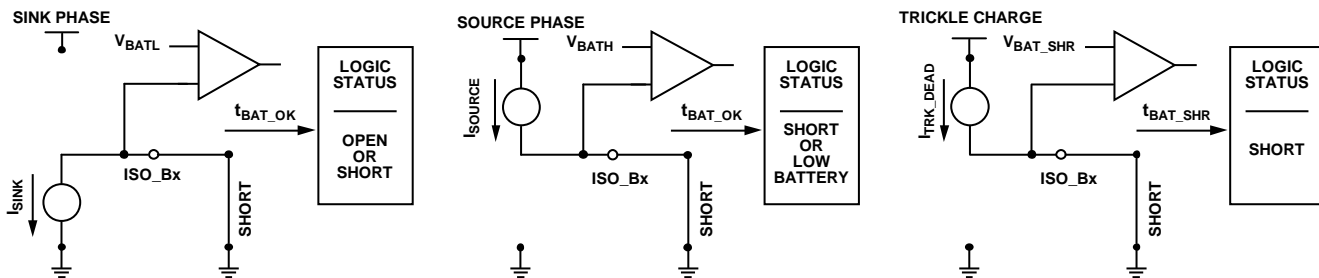 SINK PHASE
V_BATL
LOGIC
STATUS
t_BAT_OK
OPEN
OR
SHORT
ISO_Bx
I_SINK
SHORT
SOURCE PHASE
V_BATH
LOGIC
STATUS
I_SOURCE
t_BAT_OK
SHORT
OR
LOW
BATTERY
ISO_Bx
SHORT
TRICKLE CHARGE
V_BAT_SHR
LOGIC
STATUS
I_TRK_DEAD
t_BAT_SHR
SHORT
ISO_Bx
SHORT